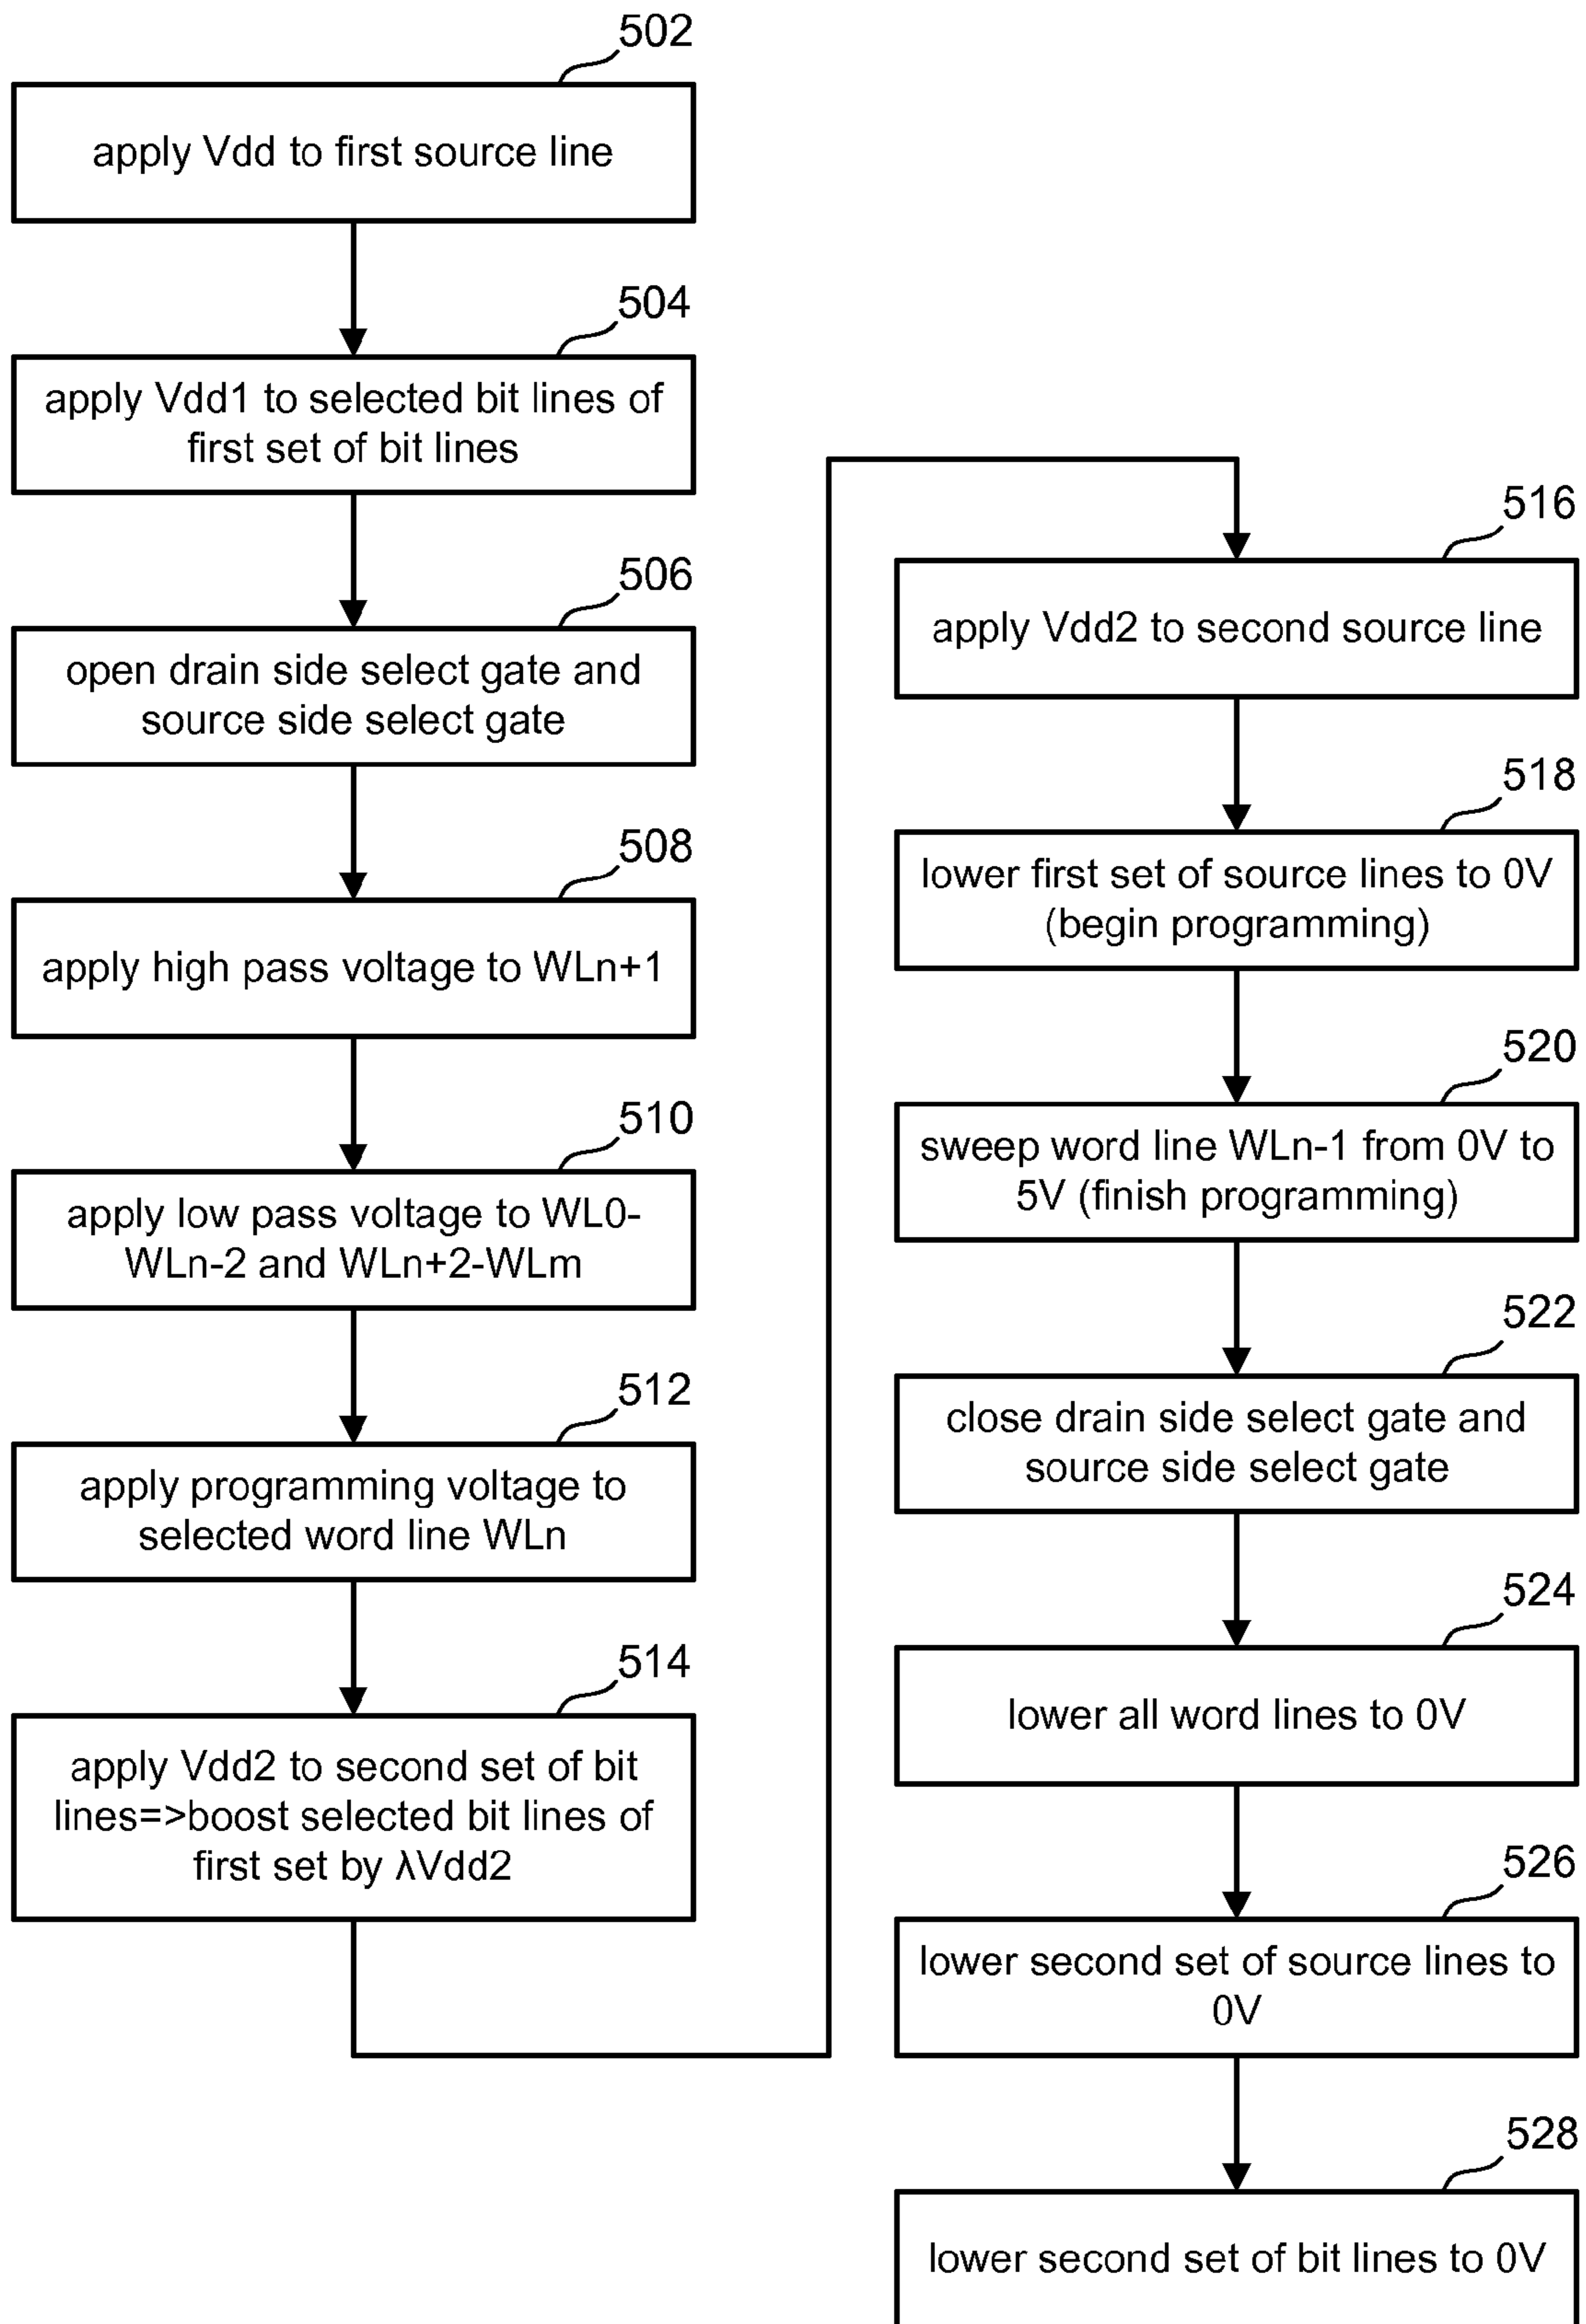 502
apply Vdd to first source line
504
apply Vdd1 to selected bit lines of
first set of bit lines
506
open drain side select gate and
source side select gate
508
apply high pass voltage to WLn+1
510
apply low pass voltage to WL0-
WLn-2 and WLn+2-WLm
512
apply programming voltage to
selected word line WLn
514
apply Vdd2 to second set of bit
lines=>boost selected bit lines of
first set by λVdd2
516
apply Vdd2 to second source line
518
lower first set of source lines to 0V
(begin programming)
520
sweep word line WLn-1 from 0V to
5V (finish programming)
522
close drain side select gate and
source side select gate
524
lower all word lines to 0V
526
lower second set of source lines to
0V
528
lower second set of bit lines to 0V